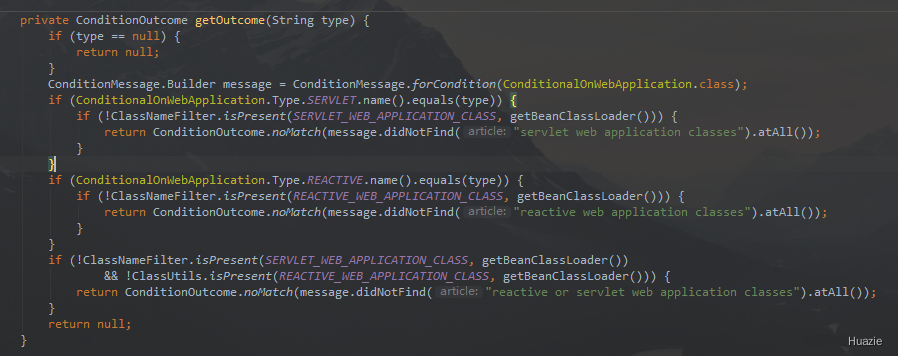 private ConditionOutcome getOutcome(String type) {
    if (type == null) {
        return null;
    }
    ConditionMessage.Builder message = ConditionMessage.forCondition(ConditionalOnWebApplication.class);
    if (ConditionalOnWebApplication.Type.SERVLET.name().equals(type)) {
        if (!ClassNameFilter.isPresent(SERVLET_WEB_APPLICATION_CLASS, getBeanClassLoader())) {
            return ConditionOutcome.noMatch(message.didNotFind( article: "servlet web application classes").atAll());
        }
    }
    if (ConditionalOnWebApplication.Type.REACTIVE.name().equals(type)) {
        if (!ClassNameFilter.isPresent(REACTIVE_WEB_APPLICATION_CLASS, getBeanClassLoader())) {
            return ConditionOutcome.noMatch(message.didNotFind( article: "reactive web application classes").atAll());
        }
    }
    if (!ClassNameFilter.isPresent(SERVLET_WEB_APPLICATION_CLASS, getBeanClassLoader())
            && !ClassUtils.isPresent(REACTIVE_WEB_APPLICATION_CLASS, getBeanClassLoader())) {
        return ConditionOutcome.noMatch(message.didNotFind( article: "reactive or servlet web application classes").atAll());
    }
    return null;
}
Huazie